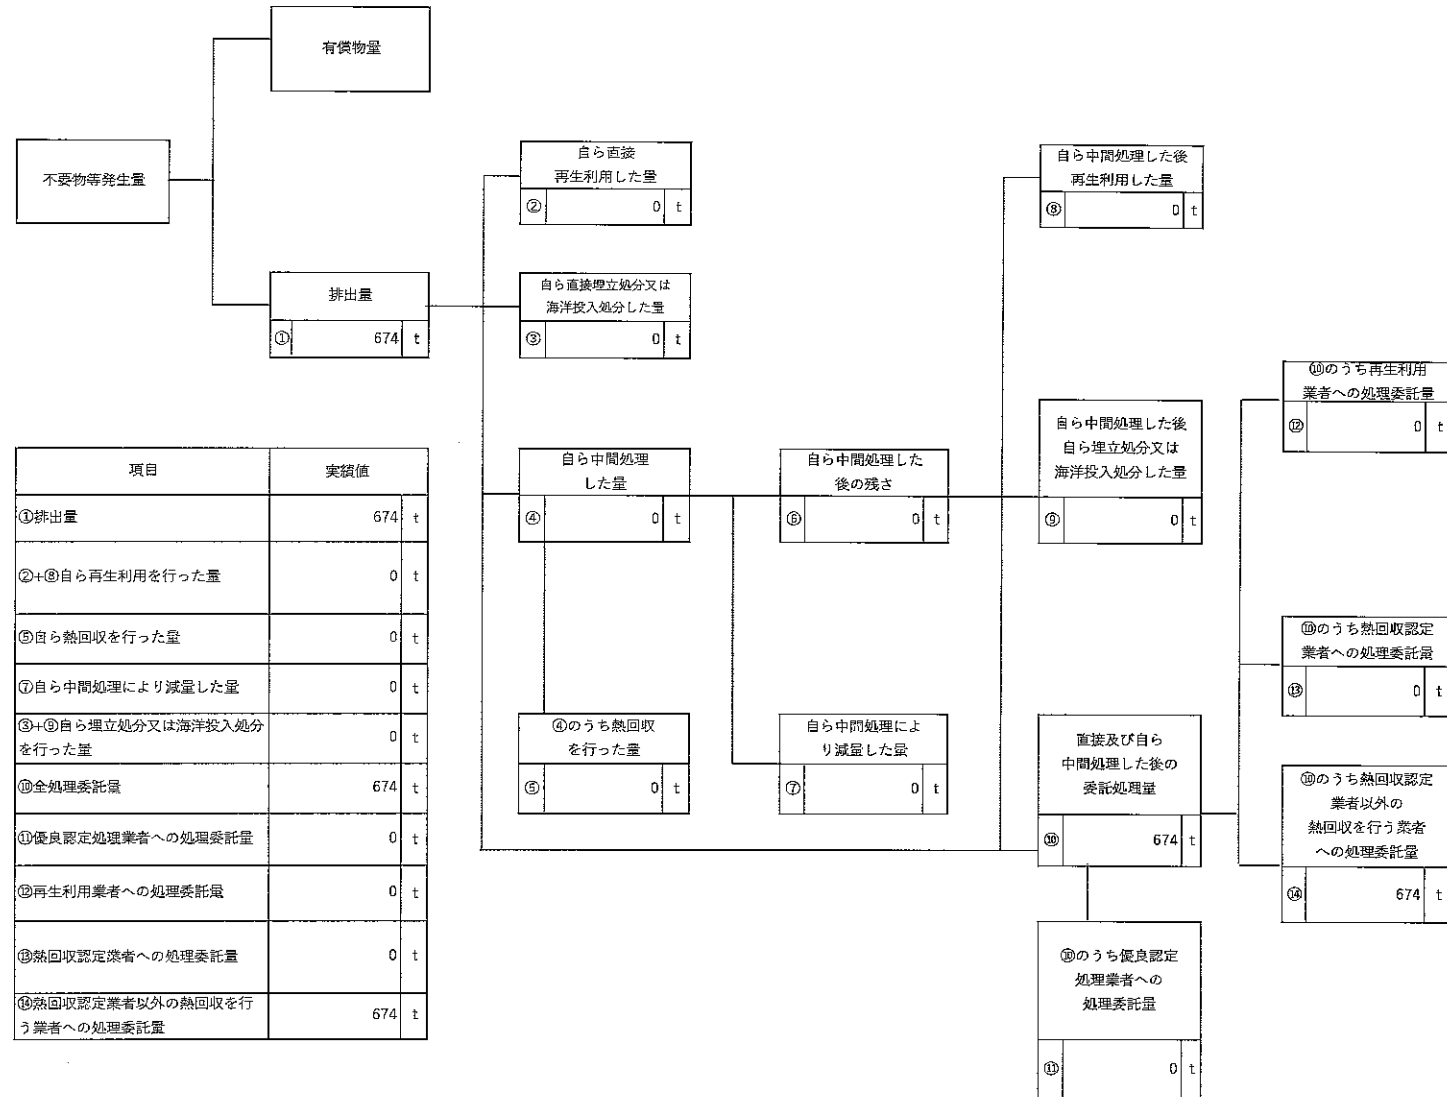 有償物量
不要物等発生量
排出量
① 674 t
自ら直接
再生利用した量
② 0 t
自ら直接埋立処分又は
海洋投入処分した量
③ 0 t
自ら中間処理
した量
④ 0 t
④のうち熱回収
を行った量
⑤ 0 t
自ら中間処理した
後の残さ
⑥ 0 t
自ら中間処理によ
り減量した量
⑦ 0 t
自ら中間処理した後
再生利用した量
⑧ 0 t
自ら中間処理した後
自ら埋立処分又は
海洋投入処分した量
⑨ 0 t
直接及び自ら
中間処理した後の
委託処理量
⑩ 674 t
⑩のうち優良認定
処理業者への
処理委託量
⑪ 0 t
⑩のうち再生利用
業者への処理委託量
⑫ 0 t
⑩のうち熱回収認定
業者への処理委託量
⑬ 0 t
⑩のうち熱回収認定
業者以外の
熱回収を行う業者
への処理委託量
⑭ 674 t
項目 実績値
①排出量 674 t
②+⑧自ら再生利用を行った量 0 t
⑤自ら熱回収を行った量 0 t
⑦自ら中間処理により減量した量 0 t
③+⑨自ら埋立処分又は海洋投入処分
を行った量 0 t
⑩全処理委託量 674 t
⑪優良認定処理業者への処理委託量 0 t
⑫再生利用業者への処理委託量 0 t
⑬熱回収認定業者への処理委託量 0 t
⑭熱回収認定業者以外の熱回収を行
う業者への処理委託量 674 t